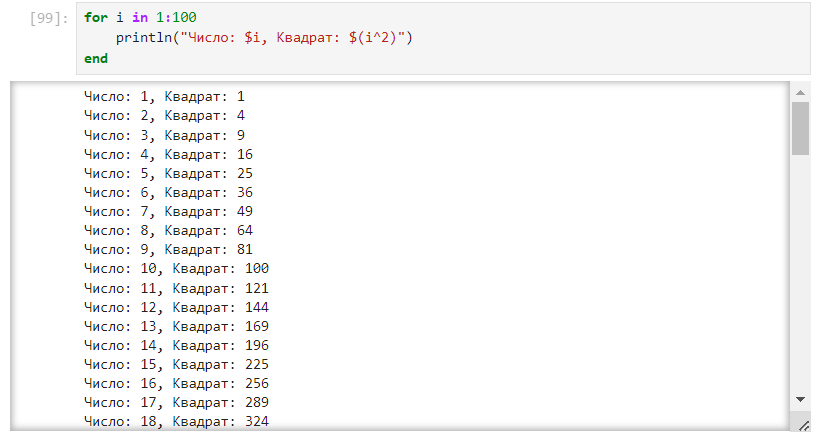 [99]: for i in 1:100
    println("Число: $i, Квадрат: $(i^2)")
end
Число: 1, Квадрат: 1
Число: 2, Квадрат: 4
Число: 3, Квадрат: 9
Число: 4, Квадрат: 16
Число: 5, Квадрат: 25
Число: 6, Квадрат: 36
Число: 7, Квадрат: 49
Число: 8, Квадрат: 64
Число: 9, Квадрат: 81
Число: 10, Квадрат: 100
Число: 11, Квадрат: 121
Число: 12, Квадрат: 144
Число: 13, Квадрат: 169
Число: 14, Квадрат: 196
Число: 15, Квадрат: 225
Число: 16, Квадрат: 256
Число: 17, Квадрат: 289
Число: 18, Квадрат: 324